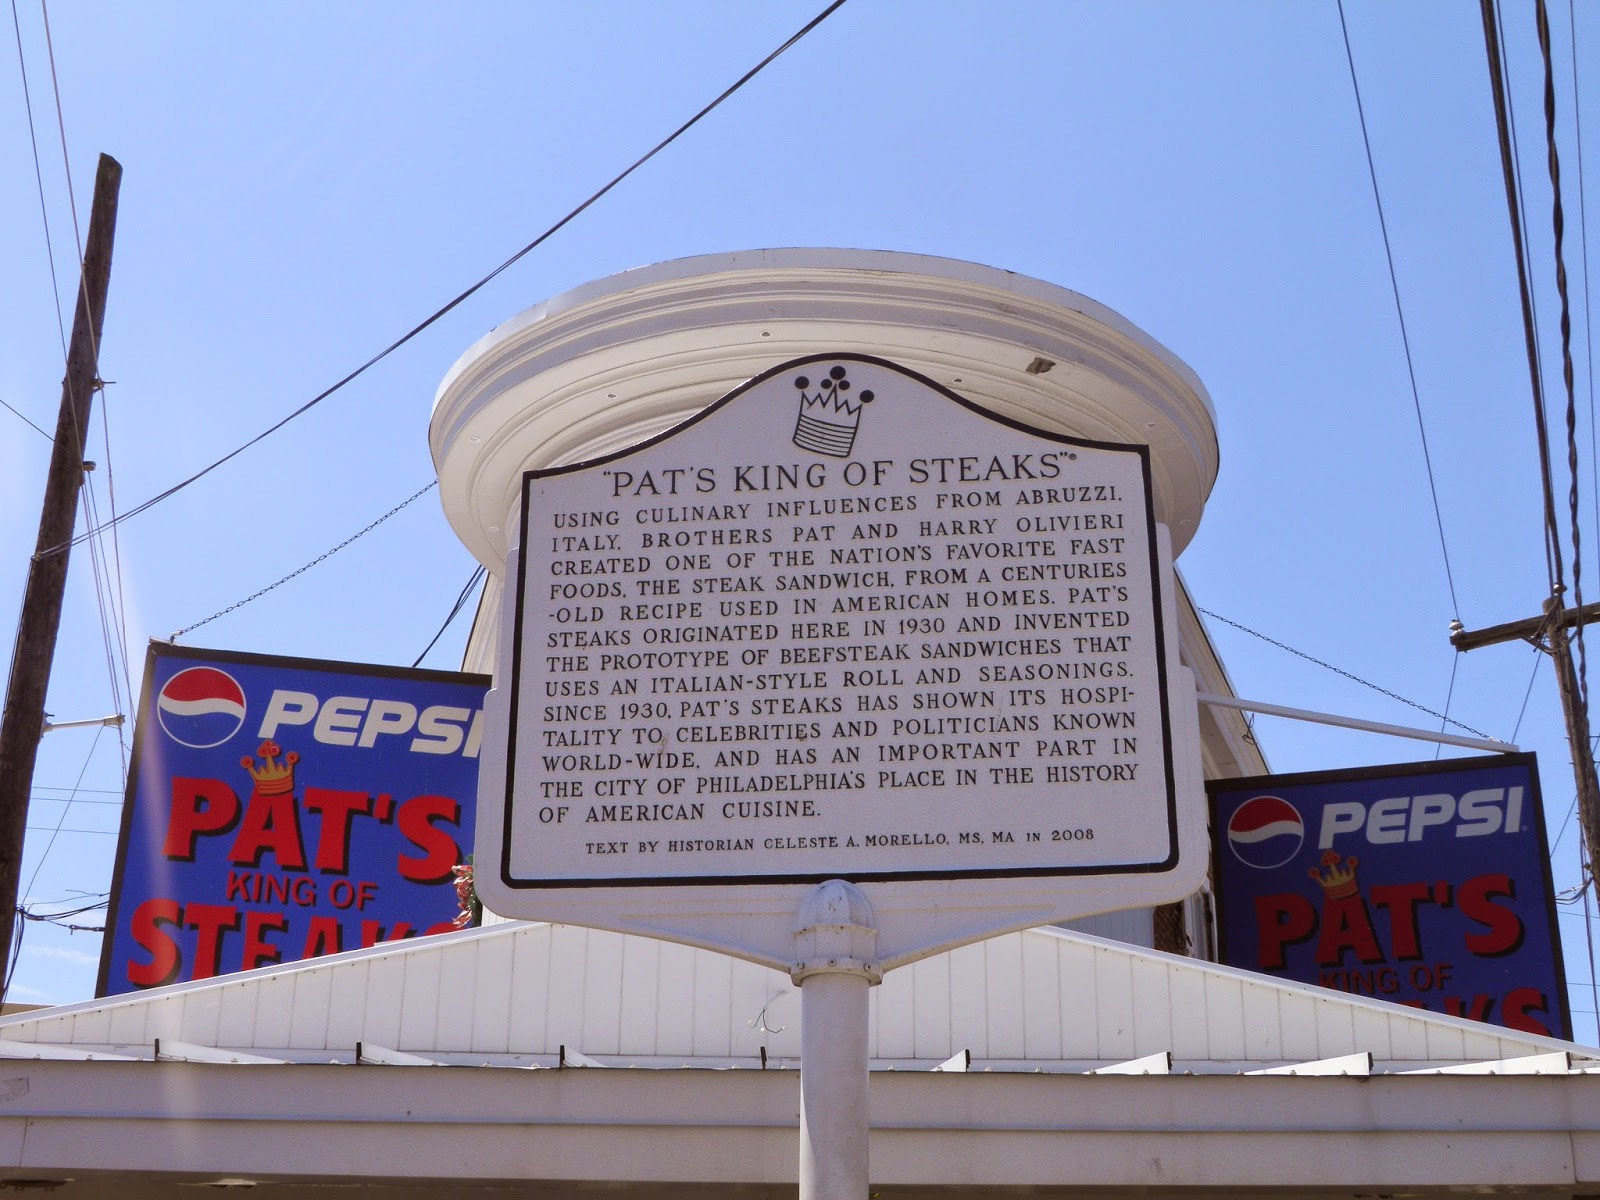 "PAT'S KING OF STEAKS"®
USING CULINARY INFLUENCES FROM ABRUZZI,
ITALY, BROTHERS PAT AND HARRY OLIVIERI
CREATED ONE OF THE NATION'S FAVORITE FAST
FOODS, THE STEAK SANDWICH, FROM A CENTURIES
-OLD RECIPE USED IN AMERICAN HOMES. PAT'S
STEAKS ORIGINATED HERE IN 1930 AND INVENTED
THE PROTOTYPE OF BEEFSTEAK SANDWICHES THAT
USES AN ITALIAN-STYLE ROLL AND SEASONINGS.
SINCE 1930, PAT'S STEAKS HAS SHOWN ITS HOSPI-
TALITY TO CELEBRITIES AND POLITICIANS KNOWN
WORLD-WIDE, AND HAS AN IMPORTANT PART IN
THE CITY OF PHILADELPHIA'S PLACE IN THE HISTORY
OF AMERICAN CUISINE.
TEXT BY HISTORIAN CELESTE A. MORELLO, MS, MA IN 2008
PEPSI
PAT'S
KING OF
STEAKS
PEPSI
PAT'S
KING OF
STEAKS